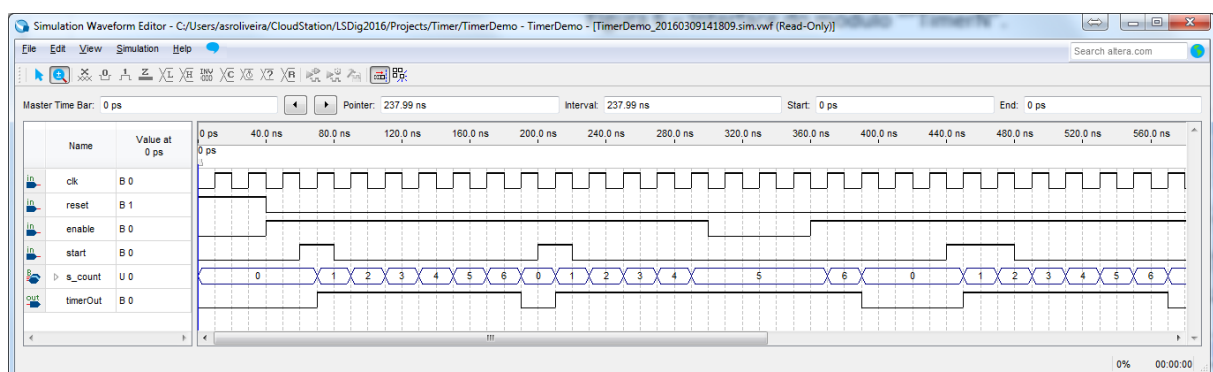 Simulation Waveform Editor - C:/Users/asroliveira/CloudStation/LSDig2016/Projects/Timer/TimerDemo - TimerDemo - [TimerDemo_20160309141809.sim.vwf (Read-Only)]
File Edit View Simulation Help
Search altera.com
Master Time Bar: 0 ps Pointer: 237.99 ns Interval: 237.99 ns Start: 0 ps End: 0 ps
Name Value at 0 ps
0 ps 40.0 ns 80.0 ns 120.0 ns 160.0 ns 200.0 ns 240.0 ns 280.0 ns 320.0 ns 360.0 ns 400.0 ns 440.0 ns 480.0 ns 520.0 ns 560.0 ns
0 ps
in clk B 0
in reset B 1
in enable B 0
in start B 0
s_count U 0 0 1 2 3 4 5 6 0 1 2 3 4 5 6 0 1 2 3 4 5 6
out timerOut B 0
0% 00:00:00